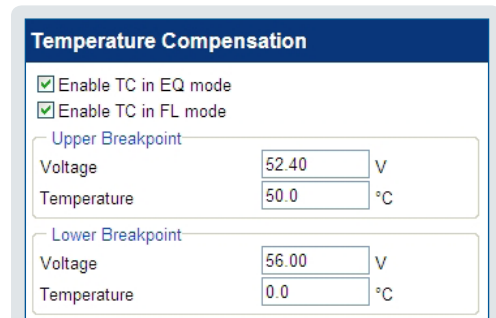 Temperature Compensation
Enable TC in EQ mode
Enable TC in FL mode
Upper Breakpoint
Voltage 52.40 V
Temperature 50.0 °C
Lower Breakpoint
Voltage 56.00 V
Temperature 0.0 °C